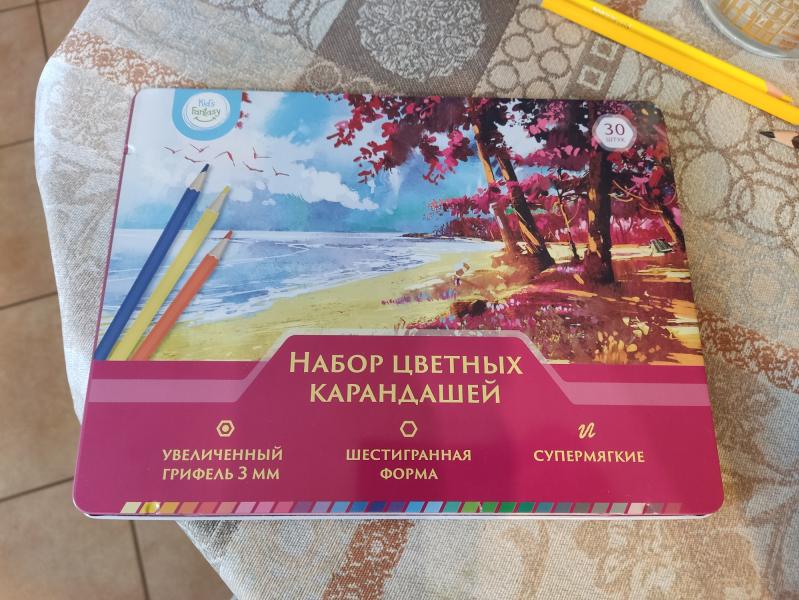 Kid's
Fantasy
30
ШТУК
НАБОР ЦВЕТНЫХ
КАРАНДАШЕЙ
УВЕЛИЧЕННЫЙ
ГРИФЕЛЬ 3 ММ
ШЕСТИГРАННАЯ
ФОРМА
СУПЕРМЯГКИЕ